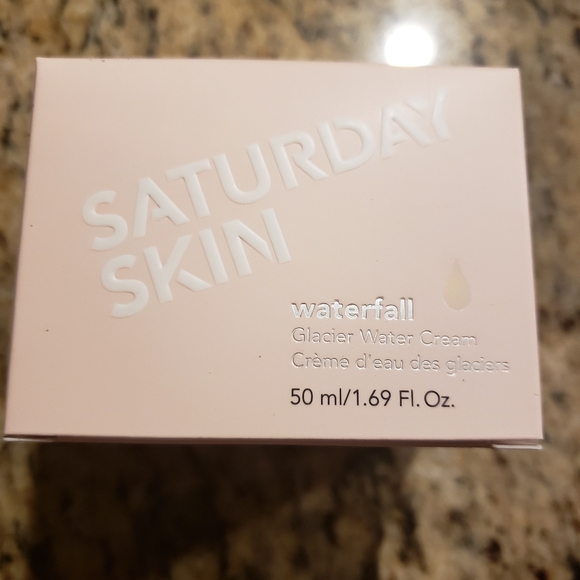 SATURDAY
SKIN
waterfall
Glacier Water Cream
Crème d'eau des glaciers
50 ml/1.69 Fl. Oz.